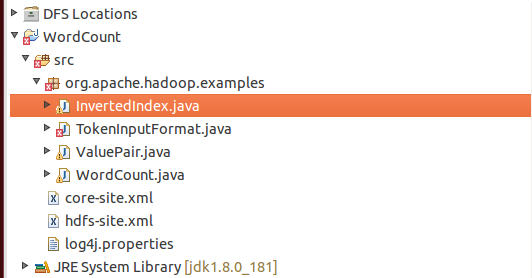 DFS Locations
WordCount
src
org.apache.hadoop.examples
InvertedIndex.java
TokenInputFormat.java
ValuePair.java
WordCount.java
core-site.xml
hdfs-site.xml
log4j.properties
JRE System Library [jdk1.8.0_181]